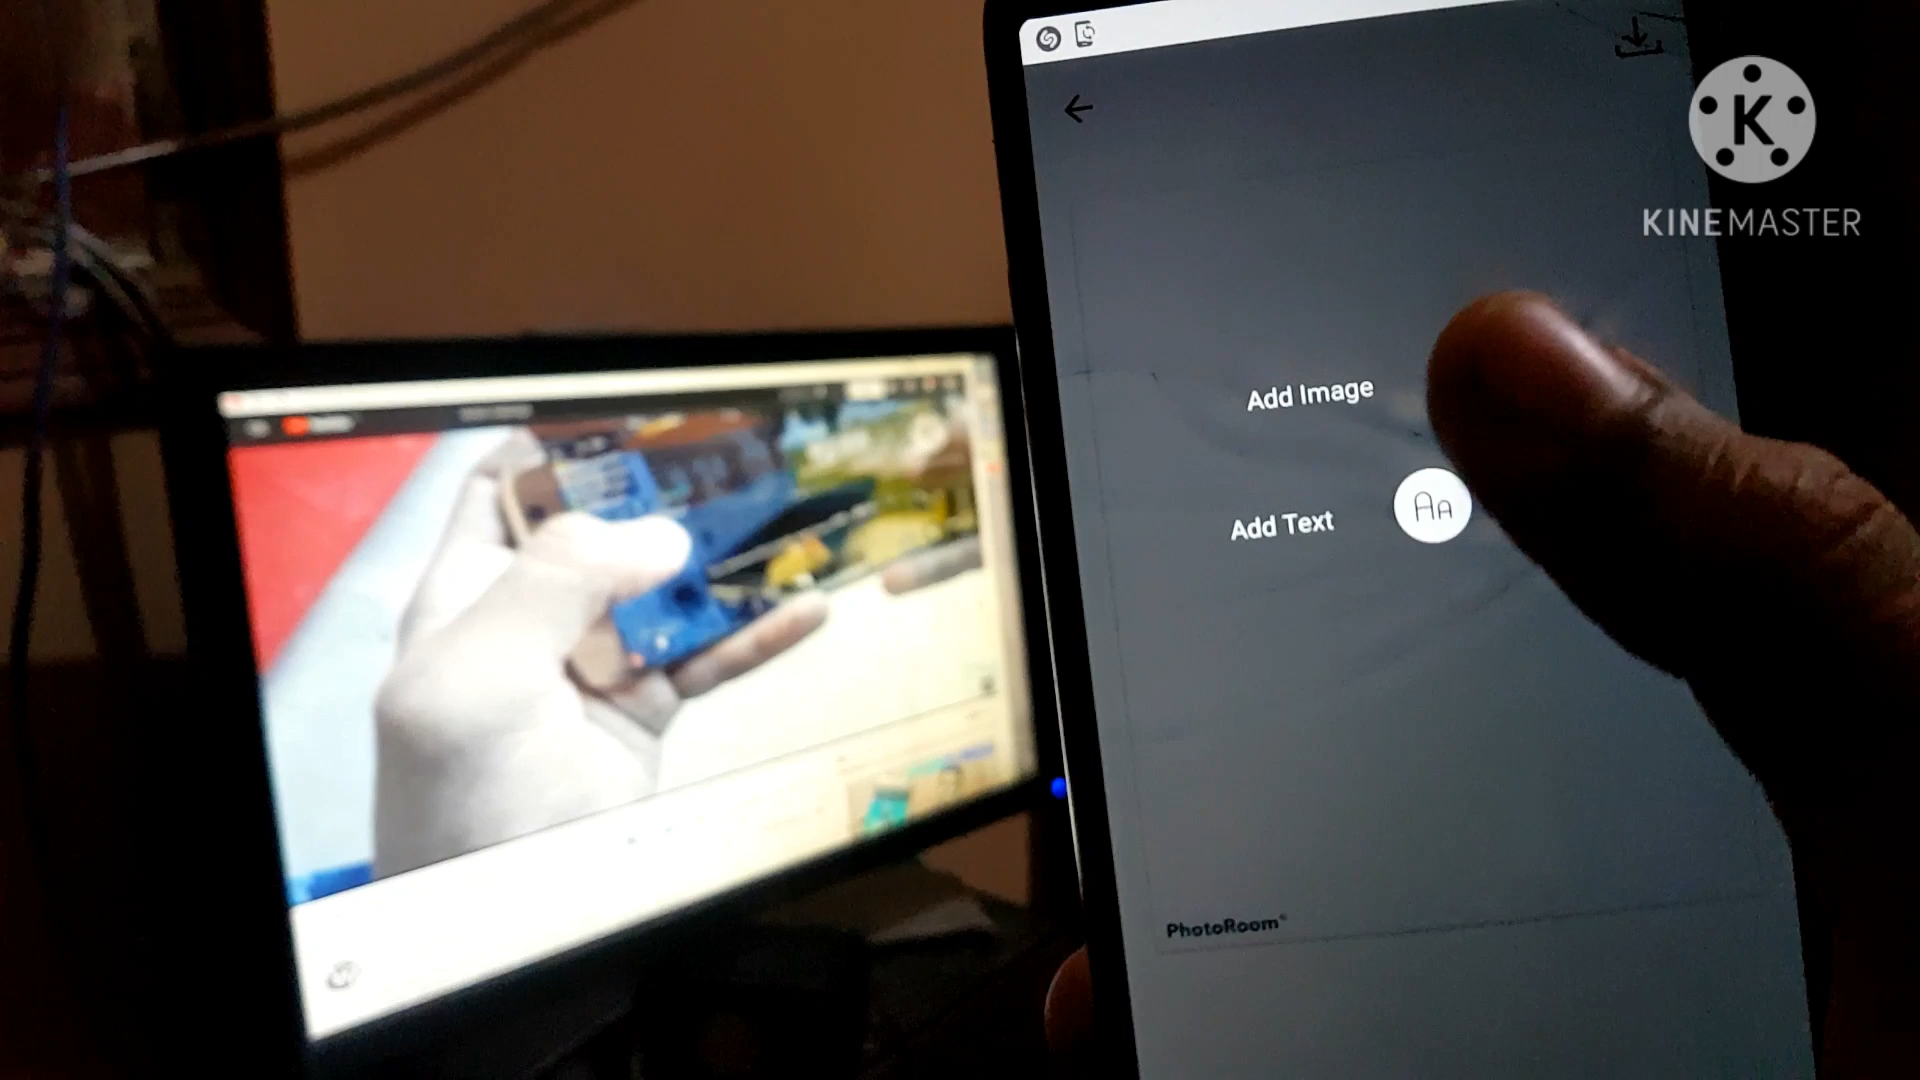 K
KINEMASTER
Add Image
Add Text
AA
PhotoRoom®